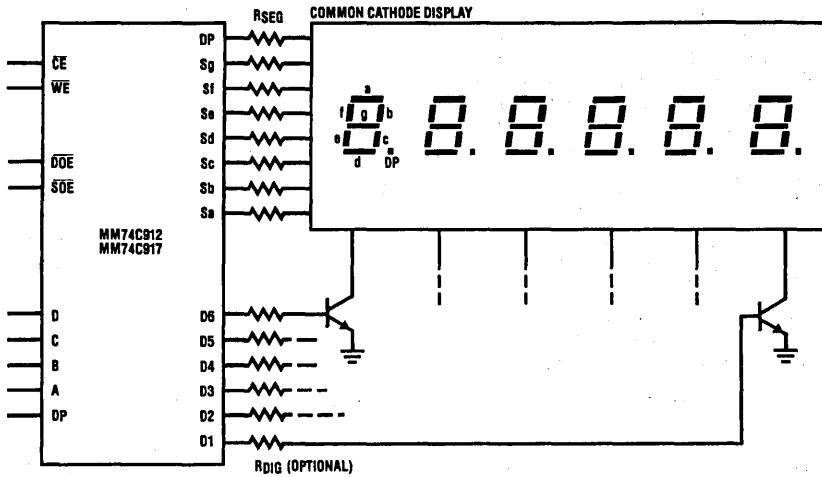 RSEG
COMMON CATHODE DISPLAY
DP
CE
Sg
WE
Sf
Se
Sd
DOE
Sc
SOE
Sb
Sa
a
f
g
b
e
c
d
DP
MM74C912
MM74C917
D
D6
C
D5
B
D4
A
D3
DP
D2
D1
RDIG (OPTIONAL)